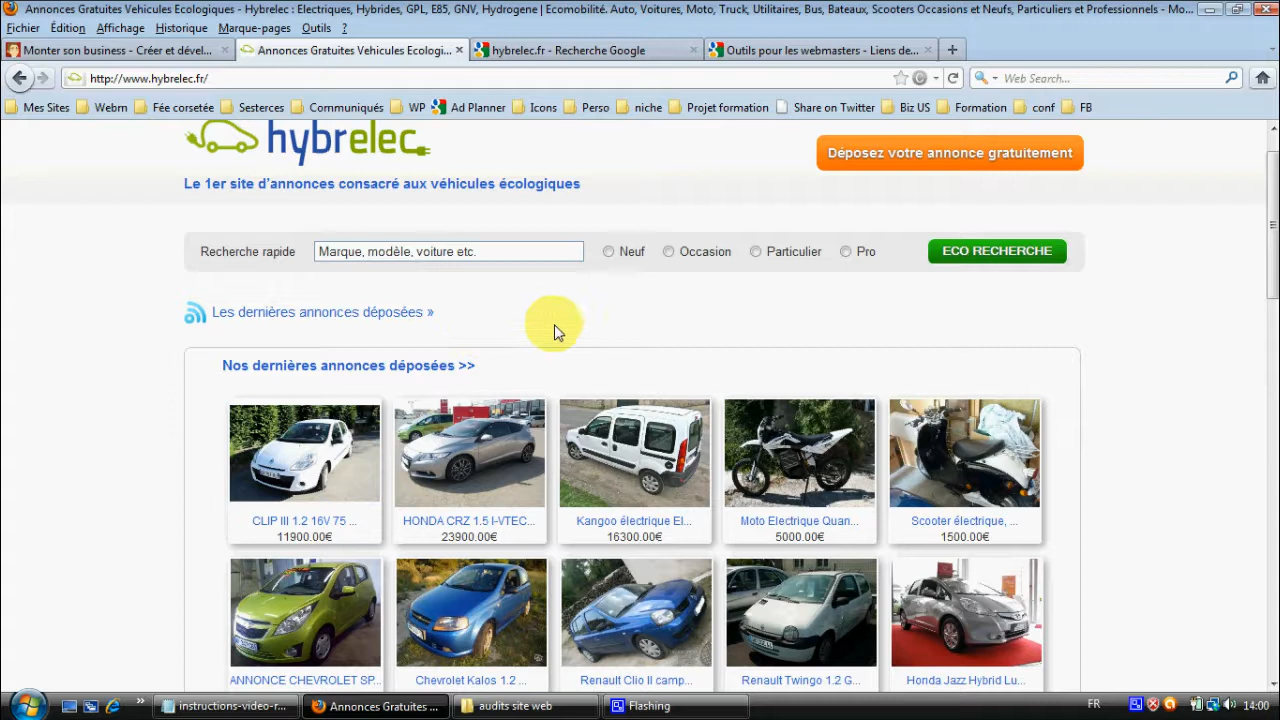 Annonces Gratuites Vehicules Ecologiques - Hybrelec : Electriques, Hybrides, GPL, E85, GNV, Hydrogene | Ecomobilité. Auto, Voitures, Moto, Truck, Utilitaires, Bus, Bateaux, Scooters Occasions et Neufs, Particuliers et Professionnels - Mo...
Fichier Édition Affichage Historique Marque-pages Outils ?
Monter son business - Créer et dével... Annonces Gratuites Vehicules Ecologi... hybrelec.fr - Recherche Google Outils pour les webmasters - Liens de...
http://www.hybrelec.fr/ Web Search...
Mes Sites Webm Fée corsetée Sesterces Communiqués WP Ad Planner Icons Perso niche Projet formation Share on Twitter Biz US Formation conf FB
hybrelec
Déposez votre annonce gratuitement
Le 1er site d'annonces consacré aux véhicules écologiques
Recherche rapide Marque, modèle, voiture etc. Neuf Occasion Particulier Pro ECO RECHERCHE
Les dernières annonces déposées »
Nos dernières annonces déposées >>
CLIP III 1.2 16V 75 ... HONDA CRZ 1.5 I-VTEC... Kangoo électrique El... Moto Electrique Quan... Scooter électrique, ...
11900.00€ 23900.00€ 16300.00€ 5000.00€ 1500.00€
ANNONCE CHEVROLET SP... Chevrolet Kalos 1.2 ... Renault Clio II camp... Renault Twingo 1.2 G... Honda Jazz Hybrid Lu...
instructions-video-r... Annonces Gratuites ... audits site web Flashing FR 14:00